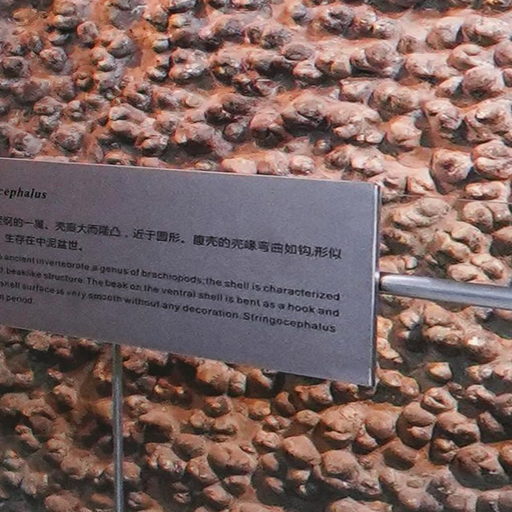 cephalus
纲的一属、壳高大而隆凸，近于圆形、腹壳的壳喙弯曲如钩,形似
生存在中泥盆世。
ancient invertebrate,a genus of brachiopods;the shell is characterized
beaklike structure.The beak on the ventral shell is bent as a hook and
shell surface is very smooth without any decoration.Stringocephalus
period.